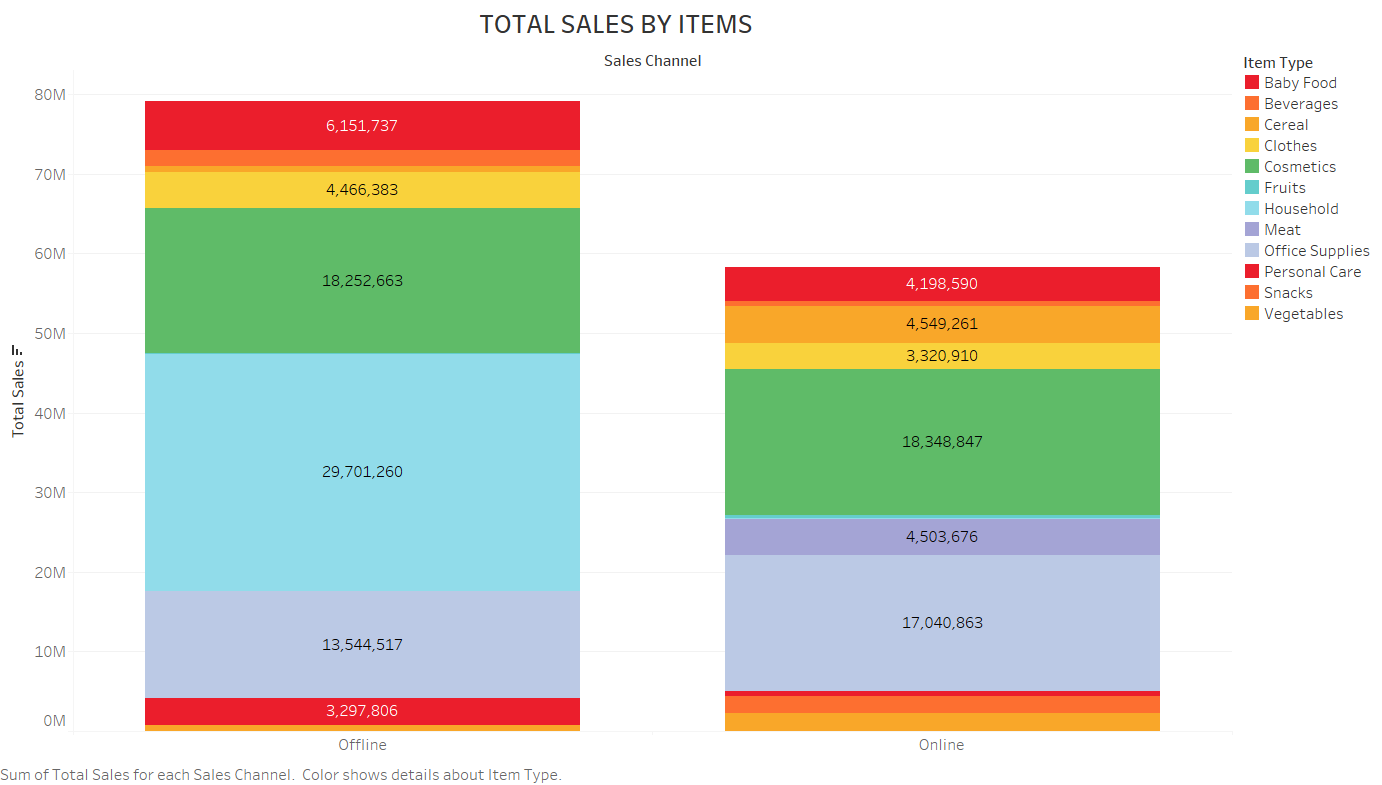 TOTAL SALES BY ITEMS
Sales Channel
Total Sales
80M
70M
60M
50M
40M
30M
20M
10M
0M
6,151,737
4,466,383
18,252,663
29,701,260
13,544,517
3,297,806
4,198,590
4,549,261
3,320,910
18,348,847
4,503,676
17,040,863
Offline
Online
Item Type
Baby Food
Beverages
Cereal
Clothes
Cosmetics
Fruits
Household
Meat
Office Supplies
Personal Care
Snacks
Vegetables
Sum of Total Sales for each Sales Channel. Color shows details about Item Type.